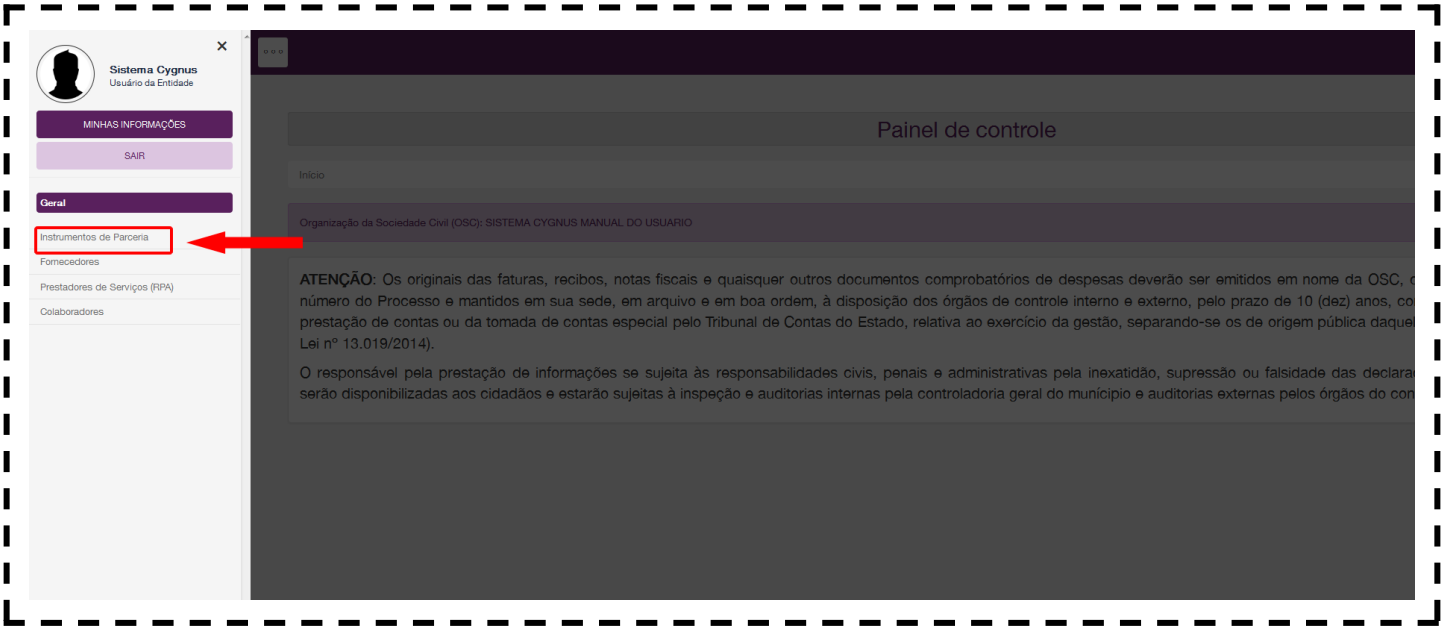 Sistema Cygnus
Usuário da Entidade
MINHAS INFORMAÇÕES
SAIR
Geral
Instrumentos de Parceria
Fornecedores
Prestadores de Serviços (RPA)
Colaboradores
Painel de controle
Início
Organização da Sociedade Civil (OSC): SISTEMA CYGNUS MANUAL DO USUARIO
ATENÇÃO: Os originais das faturas, recibos, notas fiscais e quaisquer outros documentos comprobatórios de despesas deverão ser emitidos em nome da OSC,
número do Processo e mantidos em sua sede, em arquivo e em boa ordem, à disposição dos órgãos de controle interno e externo, pelo prazo de 10 (dez) anos,
prestação de contas ou da tomada de contas especial pelo Tribunal de Contas do Estado, relativa ao exercício da gestão, separando-se os de origem pública
Lei nº 13.019/2014).
O responsável pela prestação de informações se sujeita às responsabilidades civis, penais e administrativas pela inexatidão, supressão ou falsidade das
serão disponibilizadas aos cidadãos e estarão sujeitas à inspeção e auditorias internas pela controladoria geral do munícipio e auditorias externas pelos órgãos do